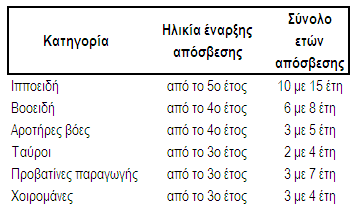 Κατηγορία Ηλικία έναρξης απόσβεσης Σύνολο ετών απόσβεσης
Ιπποειδή από το 5ο έτος 10 με 15 έτη
Βοοειδή από το 4ο έτος 6 με 8 έτη
Αροτήρες βόες από το 4ο έτος 3 με 5 έτη
Ταύροι από το 3ο έτος 2 με 4 έτη
Προβατίνες παραγωγής από το 3ο έτος 3 με 7 έτη
Χοιρομάνες από το 3ο έτος 3 με 4 έτη